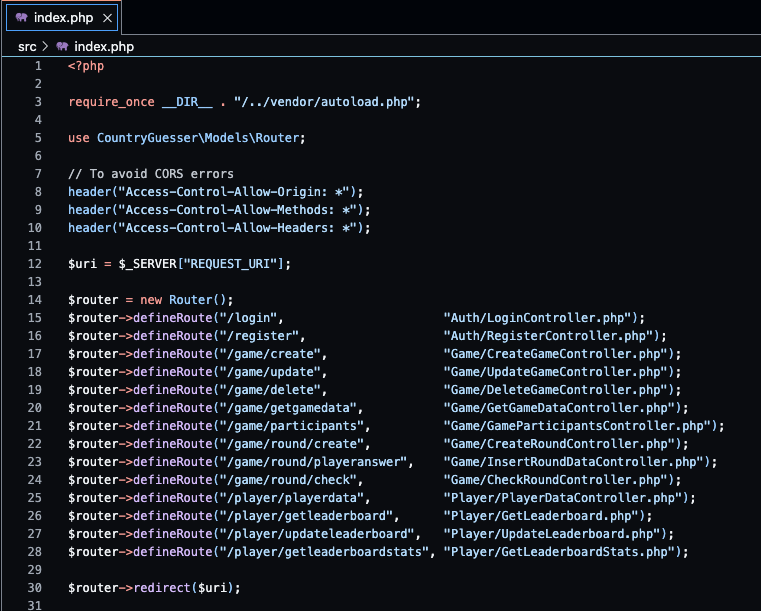 index.php
src > index.php
1 <?php
2
3 require_once __DIR__ . "/../vendor/autoload.php";
4
5 use CountryGuesser\Models\Router;
6
7 // To avoid CORS errors
8 header("Access-Control-Allow-Origin: *");
9 header("Access-Control-Allow-Methods: *");
10 header("Access-Control-Allow-Headers: *");
11
12 $uri = $_SERVER["REQUEST_URI"];
13
14 $router = new Router();
15 $router->defineRoute("/login", "Auth/LoginController.php");
16 $router->defineRoute("/register", "Auth/RegisterController.php");
17 $router->defineRoute("/game/create", "Game/CreateGameController.php");
18 $router->defineRoute("/game/update", "Game/UpdateGameController.php");
19 $router->defineRoute("/game/delete", "Game/DeleteGameController.php");
20 $router->defineRoute("/game/getgamedata", "Game/GetGameDataController.php");
21 $router->defineRoute("/game/participants", "Game/GameParticipantsController.php");
22 $router->defineRoute("/game/round/create", "Game/CreateRoundController.php");
23 $router->defineRoute("/game/round/playeranswer", "Game/InsertRoundDataController.php");
24 $router->defineRoute("/game/round/check", "Game/CheckRoundController.php");
25 $router->defineRoute("/player/playerdata", "Player/PlayerDataController.php");
26 $router->defineRoute("/player/getleaderboard", "Player/GetLeaderboard.php");
27 $router->defineRoute("/player/updateleaderboard", "Player/UpdateLeaderboard.php");
28 $router->defineRoute("/player/getleaderboardstats", "Player/GetLeaderboardStats.php");
29
30 $router->redirect($uri);
31